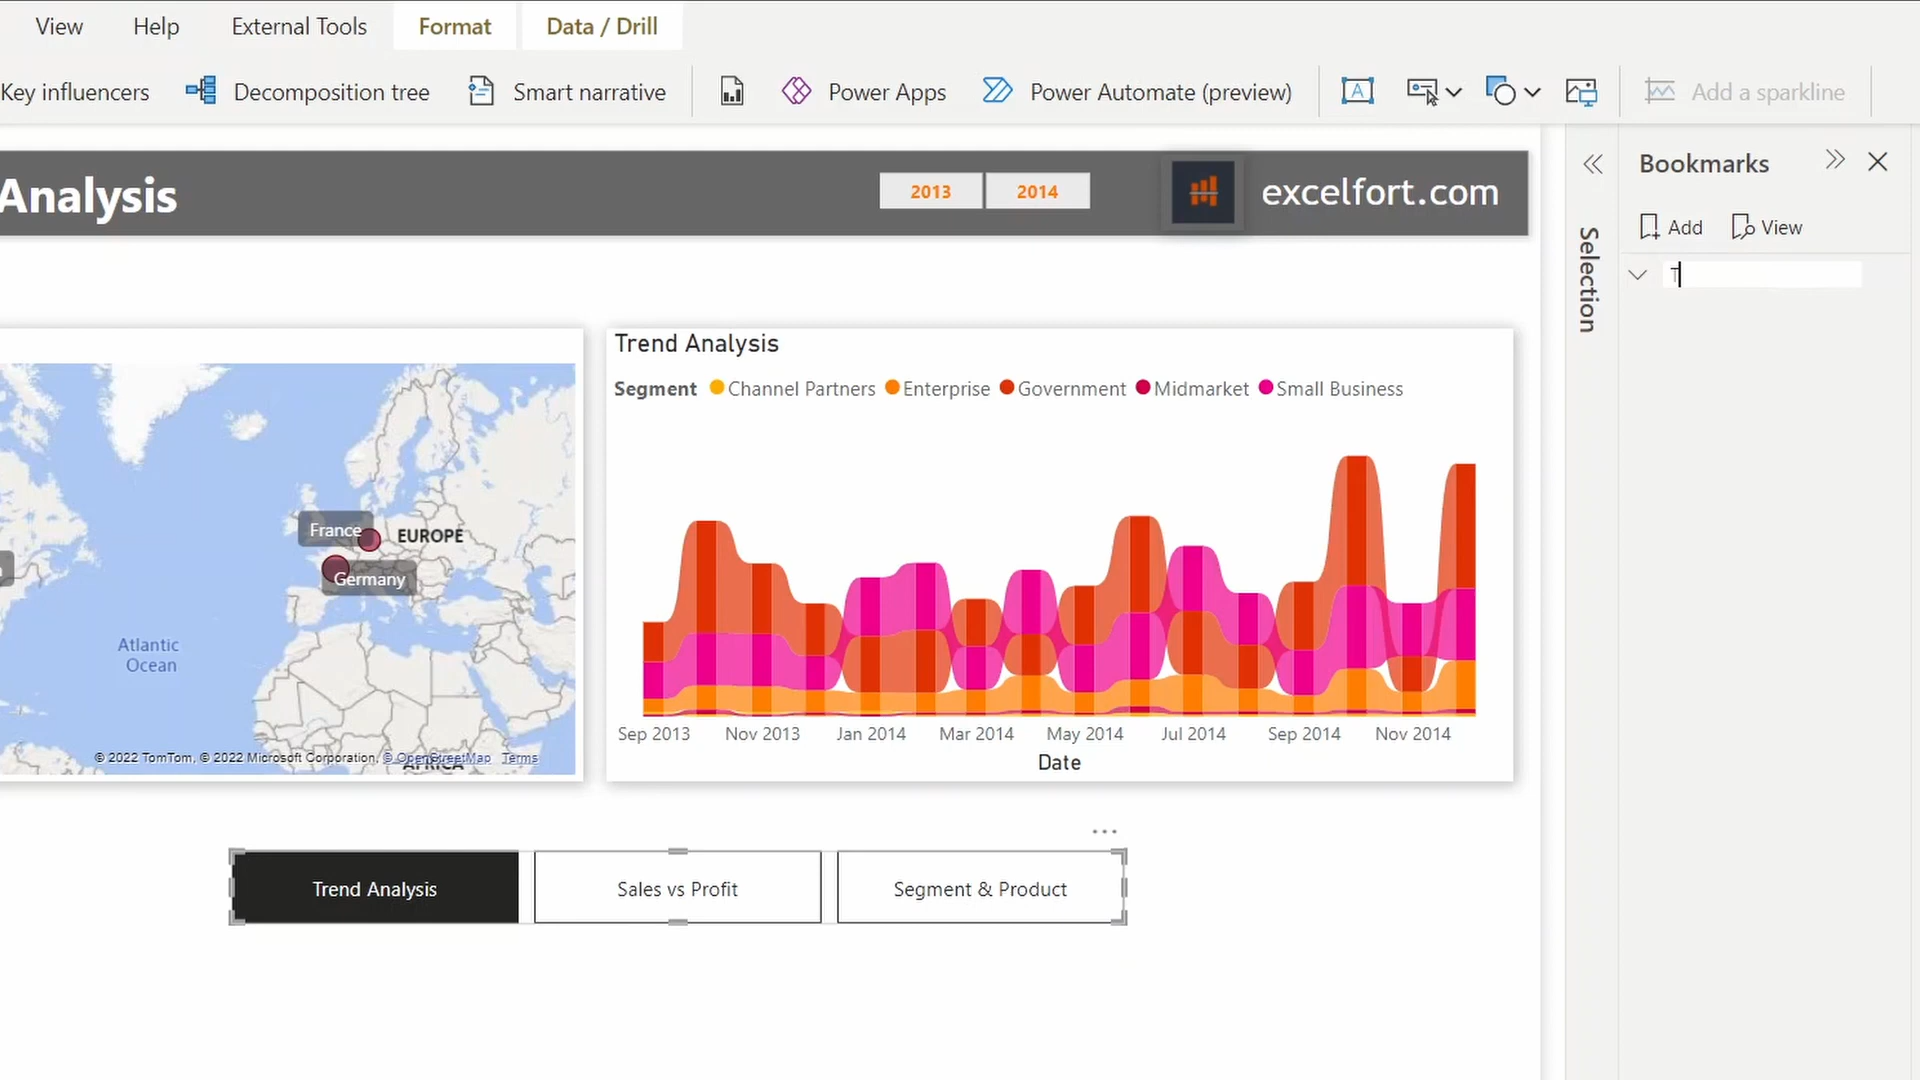 View Help External Tools Format Data / Drill
Key influencers Decomposition tree Smart narrative Power Apps Power Automate (preview) A Add a sparkline
Analysis 2013 2014 excelfort.com
Bookmarks
Add View
T
Selection
Trend Analysis
Segment Channel Partners Enterprise Government Midmarket Small Business
France
EUROPE
Germany
Atlantic
Ocean
© 2022 TomTom, © 2022 Microsoft Corporation, © OpenStreetMap Terms
AFRICA
Sep 2013 Nov 2013 Jan 2014 Mar 2014 May 2014 Jul 2014 Sep 2014 Nov 2014
Date
Trend Analysis Sales vs Profit Segment & Product